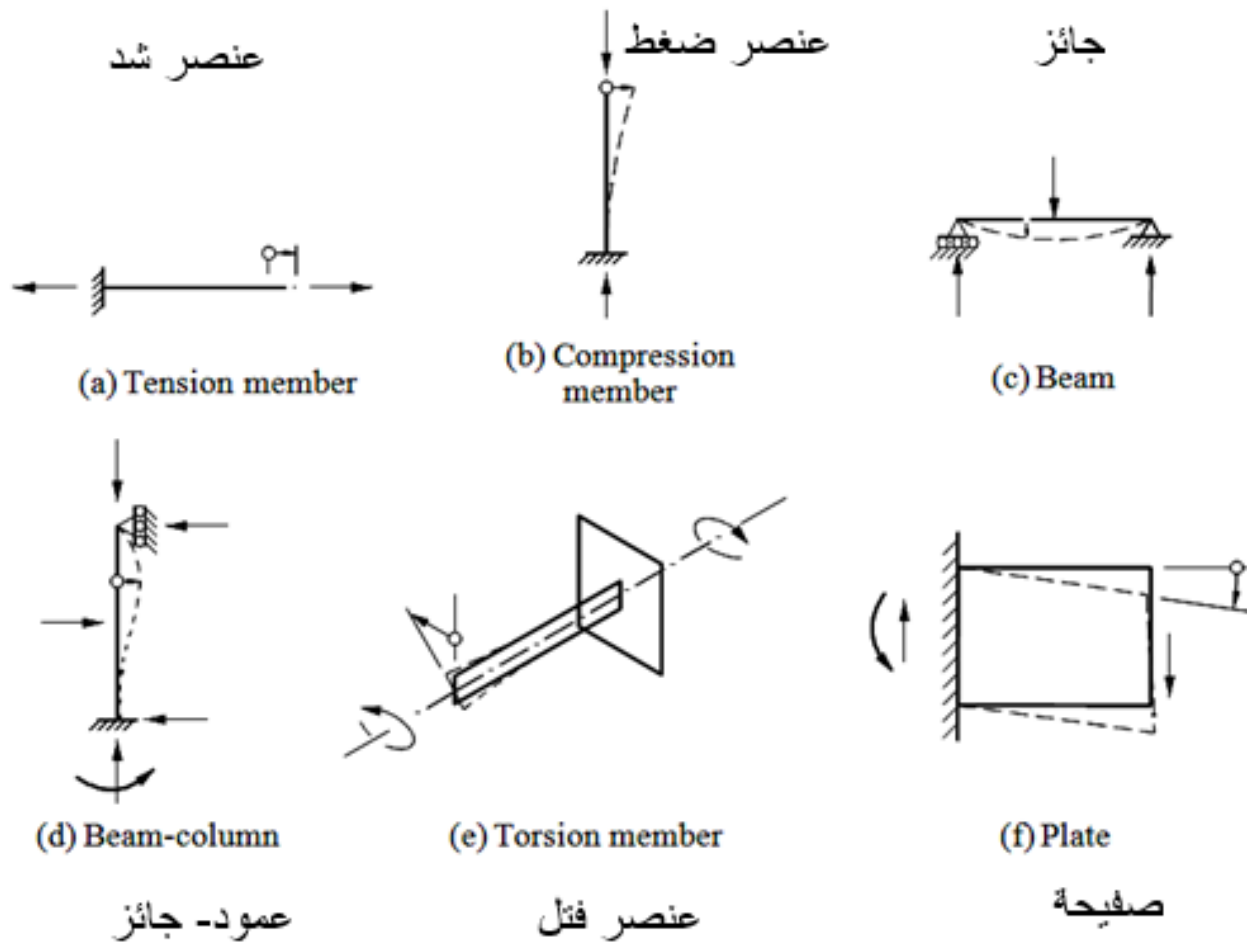 عنصر شد
عنصر ضغط
جائز
(a) Tension member
(b) Compression
member
(c) Beam
(d) Beam-column
(e) Torsion member
(f) Plate
عمود- جائز
عنصر فتل
صفيحة